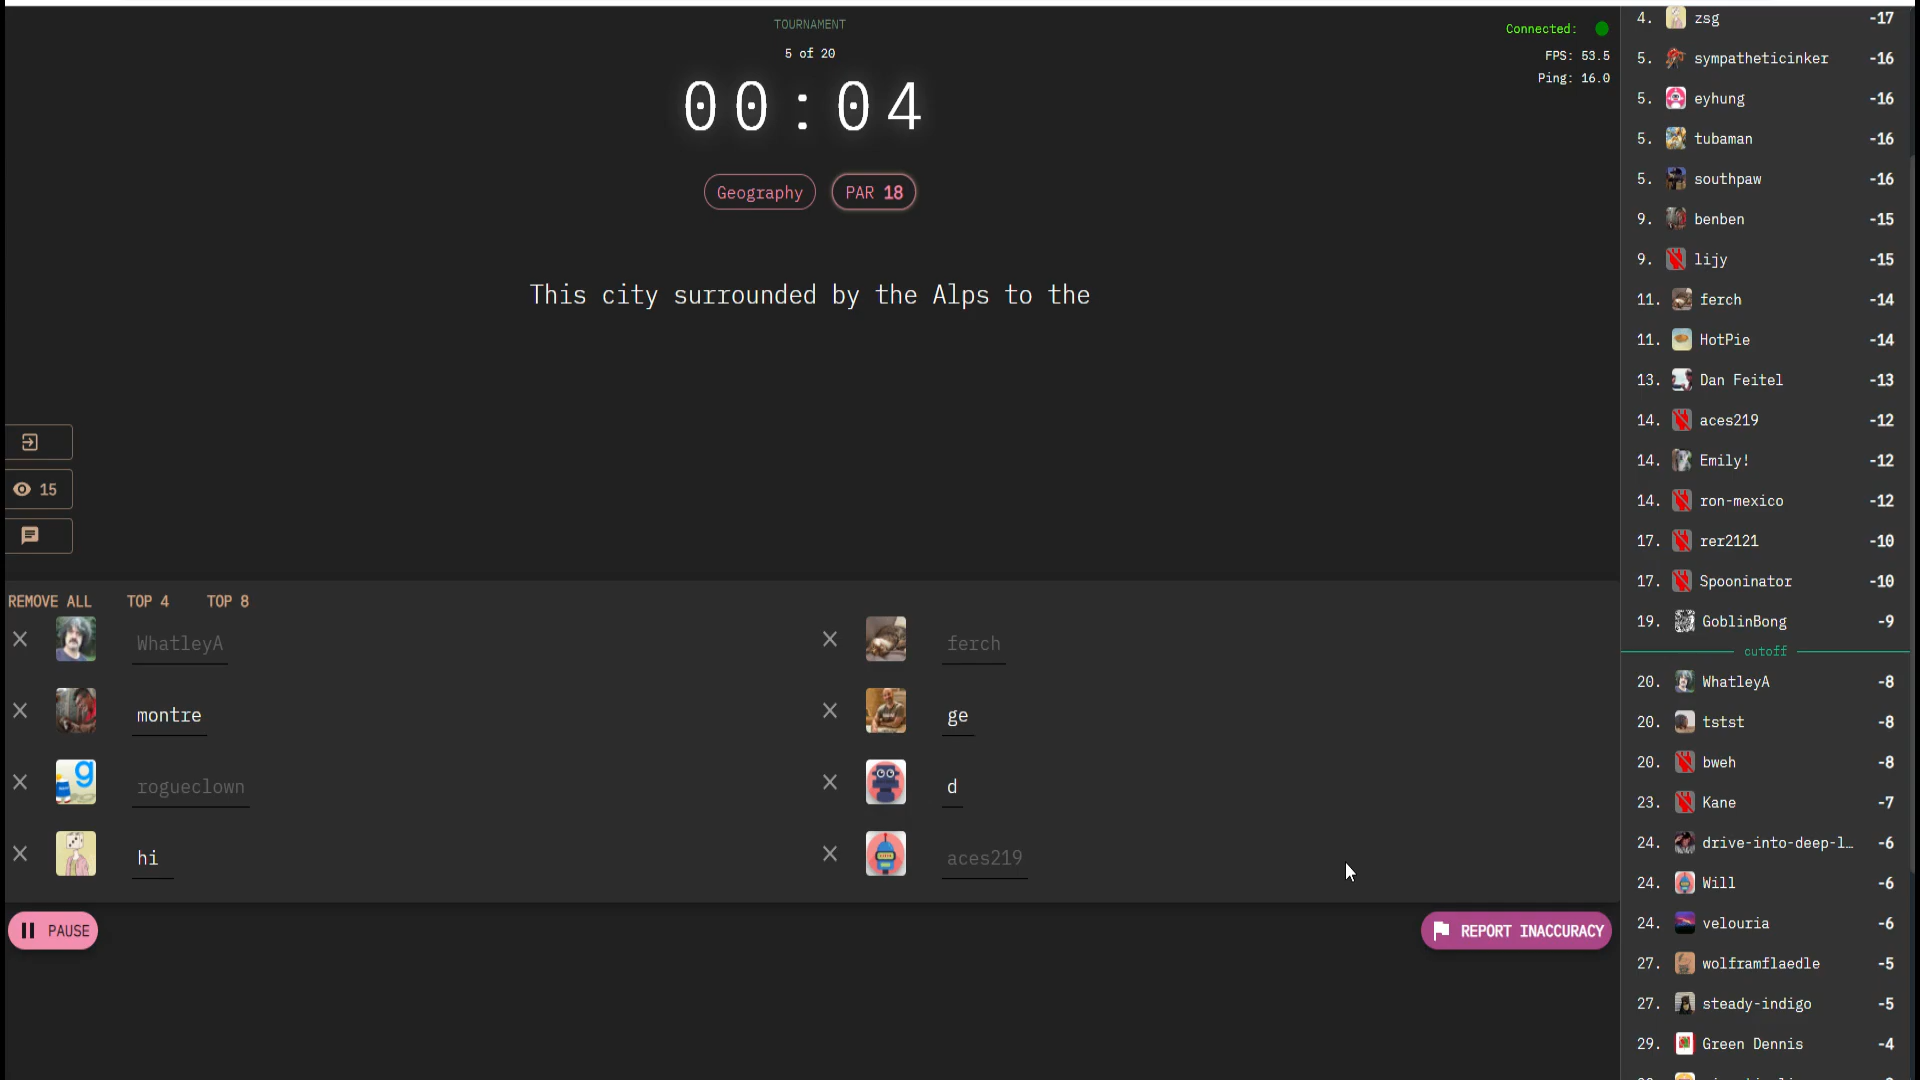 TOURNAMENT
5 of 20
00:04
Geography
PAR 18
This city surrounded by the Alps to the
Connected:
FPS: 53.5
Ping: 16.0
15
REMOVE ALL TOP 4 TOP 8
WhatleyA
montre
rogueclown
hi
ferch
ge
d
aces219
PAUSE
REPORT INACCURACY
4. zsg -17
5. sympatheticinker -16
5. eyhung -16
5. tubaman -16
5. southpaw -16
9. benben -15
9. lijy -15
11. ferch -14
11. HotPie -14
13. Dan Feitel -13
14. aces219 -12
14. Emily! -12
14. ron-mexico -12
17. rer2121 -10
17. Spooninator -10
19. GoblinBong -9
cutoff
20. WhatleyA -8
20. tstst -8
20. bweh -8
23. Kane -7
24. drive-into-deep-l… -6
24. Will -6
24. velouria -6
27. wolframflaedle -5
27. steady-indigo -5
29. Green Dennis -4